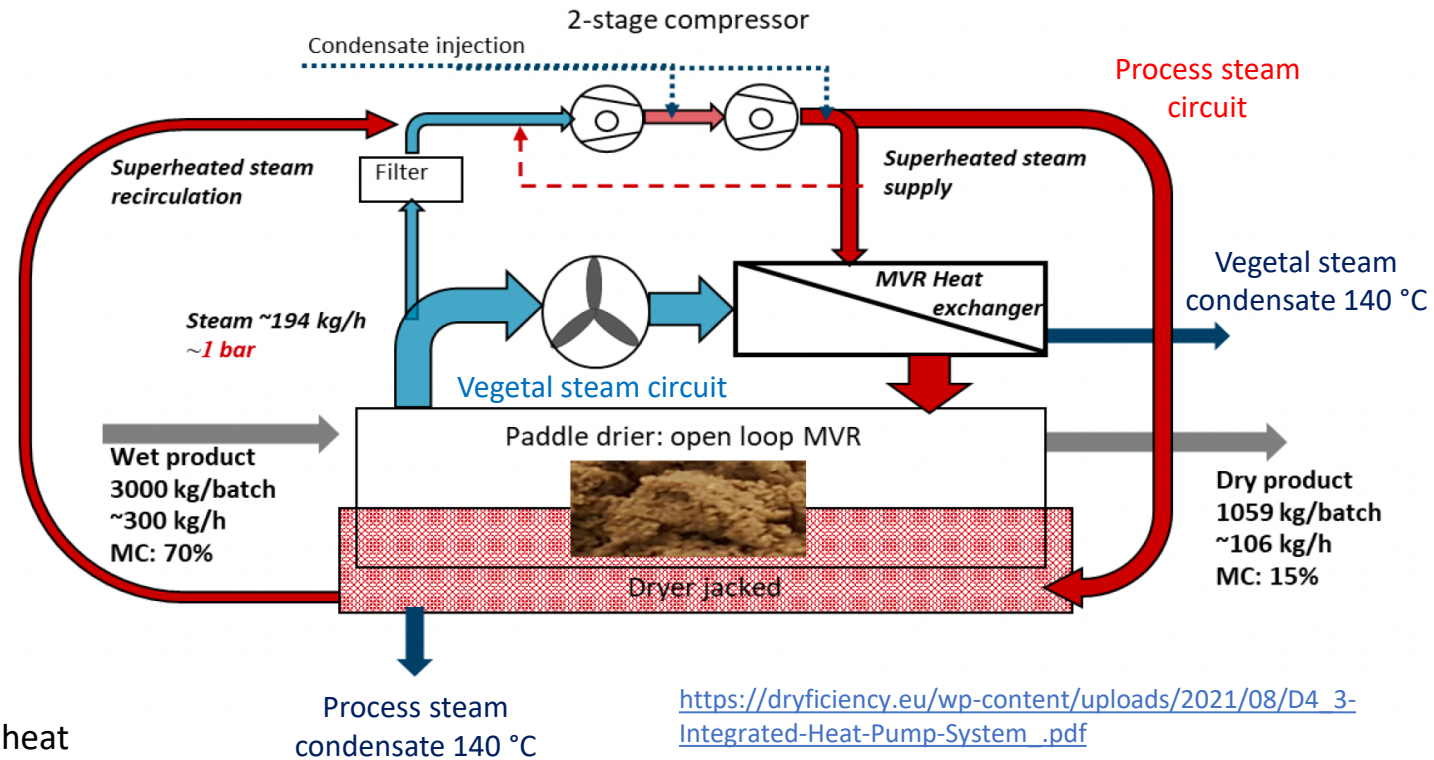 2-stage compressor
Condensate injection
Process steam
circuit
Superheated steam
recirculation
Filter
Superheated steam
supply
MVR Heat
exchanger
Vegetal steam
condensate 140 °C
Steam ~194 kg/h
~1 bar
Vegetal steam circuit
Paddle drier: open loop MVR
Wet product
3000 kg/batch
~300 kg/h
MC: 70%
Dry product
1059 kg/batch
~106 kg/h
MC: 15%
Dryer jacked
Process steam
condensate 140 °C
https://dryficiency.eu/wp-content/uploads/2021/08/D4_3-
Integrated-Heat-Pump-System_.pdf
heat